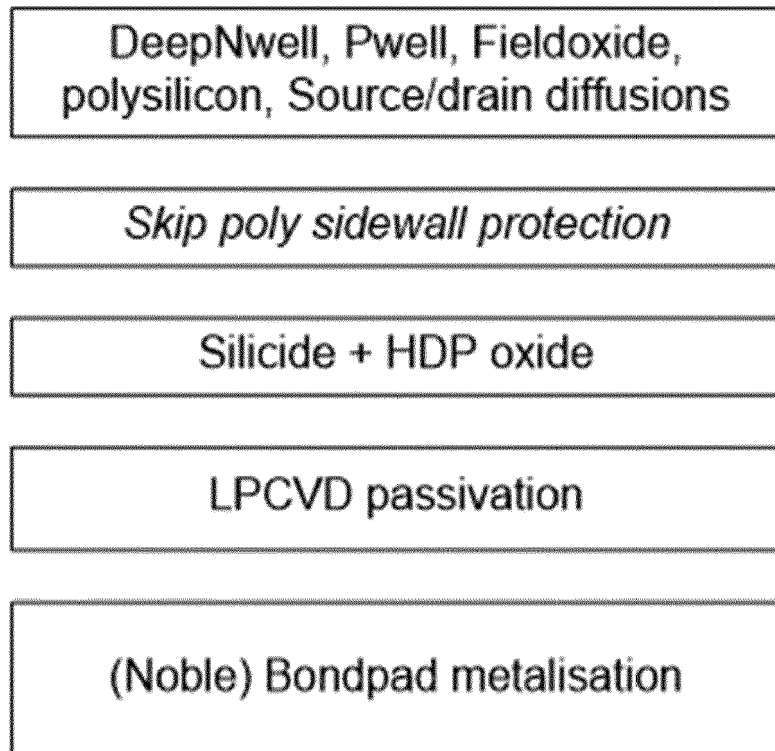 DeepNwell, Pwell, Fieldoxide,
polysilicon, Source/drain diffusions
Skip poly sidewall protection
Silicide + HDP oxide
LPCVD passivation
(Noble) Bondpad metalisation